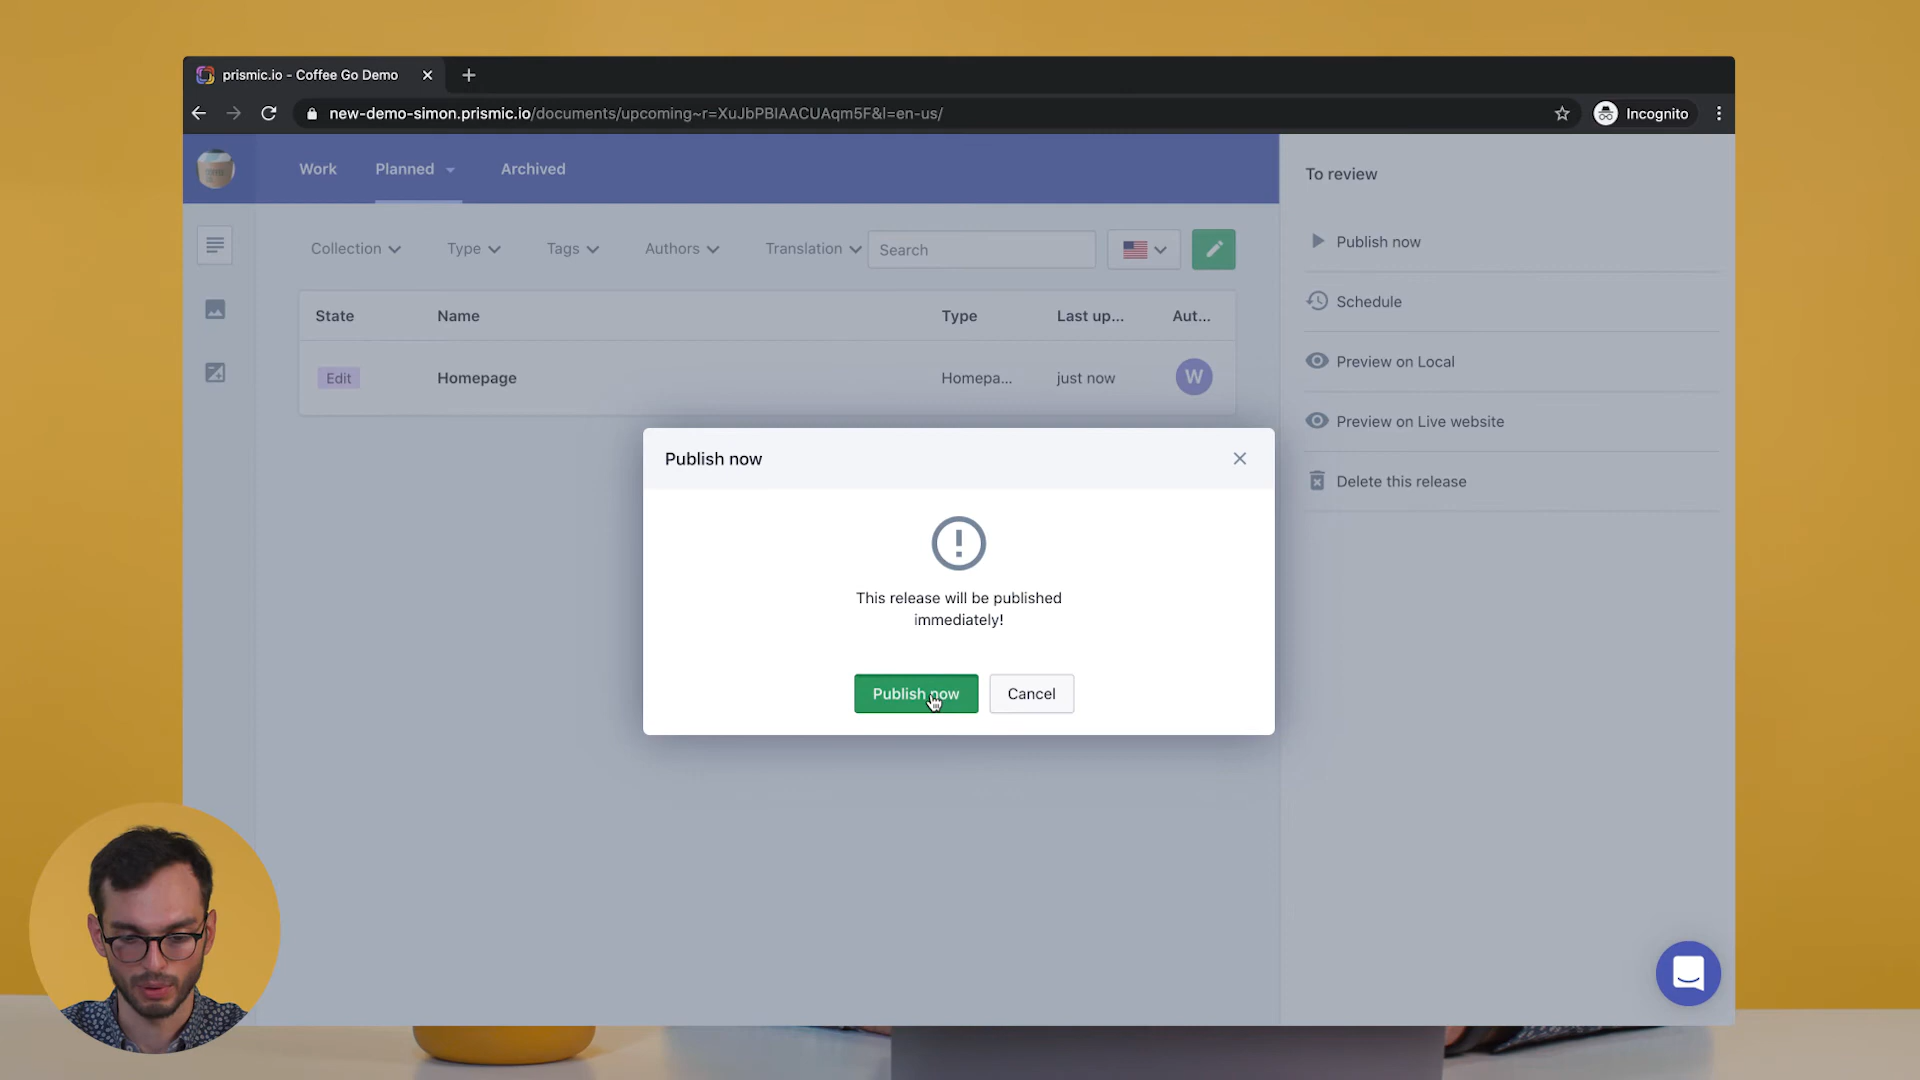 prismic.io - Coffee Go Demo
new-demo-simon.prismic.io/documents/upcoming~r=XuJbPBIAACUAqm5F&l=en-us/
Incognito
Work
Planned
Archived
To review
Collection
Type
Tags
Authors
Translation
Search
Publish now
Schedule
Preview on Local
Preview on Live website
Delete this release
State
Name
Type
Last up...
Aut...
Edit
Homepage
Homepa...
just now
W
Publish now
This release will be published
immediately!
Publish now
Cancel